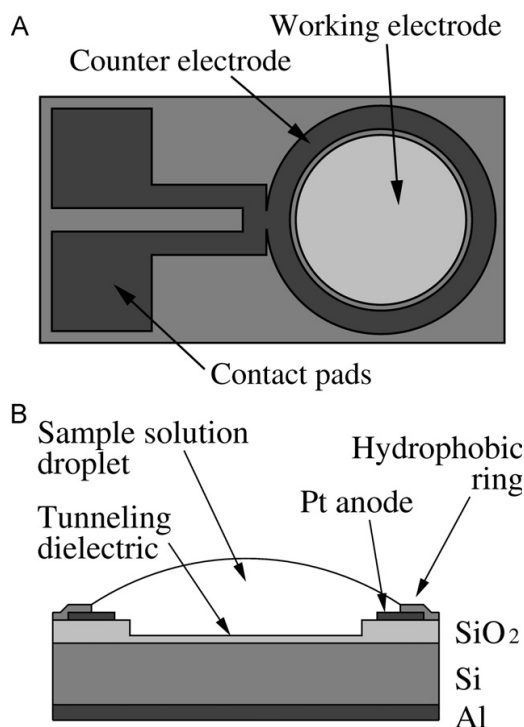 A
Working electrode
Counter electrode
Contact pads
B
Sample solution
droplet
Hydrophobic
ring
Pt anode
Tunneling
dielectric
SiO2
Si
Al